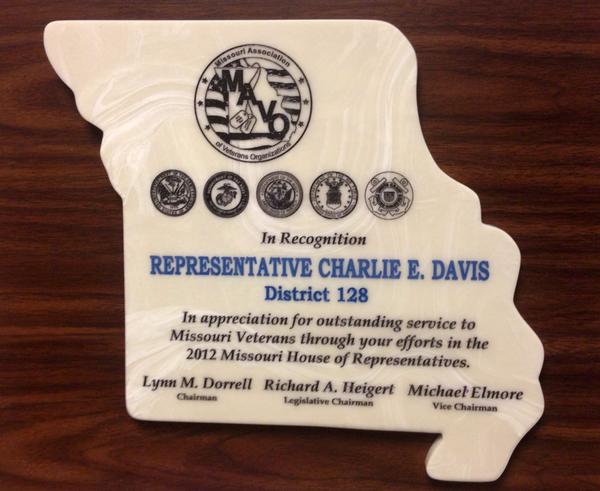 Missouri Association
MAVO
of Veterans Organizations
In Recognition
REPRESENTATIVE CHARLIE E. DAVIS
District 128
In appreciation for outstanding service to
Missouri Veterans through your efforts in the
2012 Missouri House of Representatives.
Lynn M. Dorrell Richard A. Heigert Michael Elmore
Chairman Legislative Chairman Vice Chairman